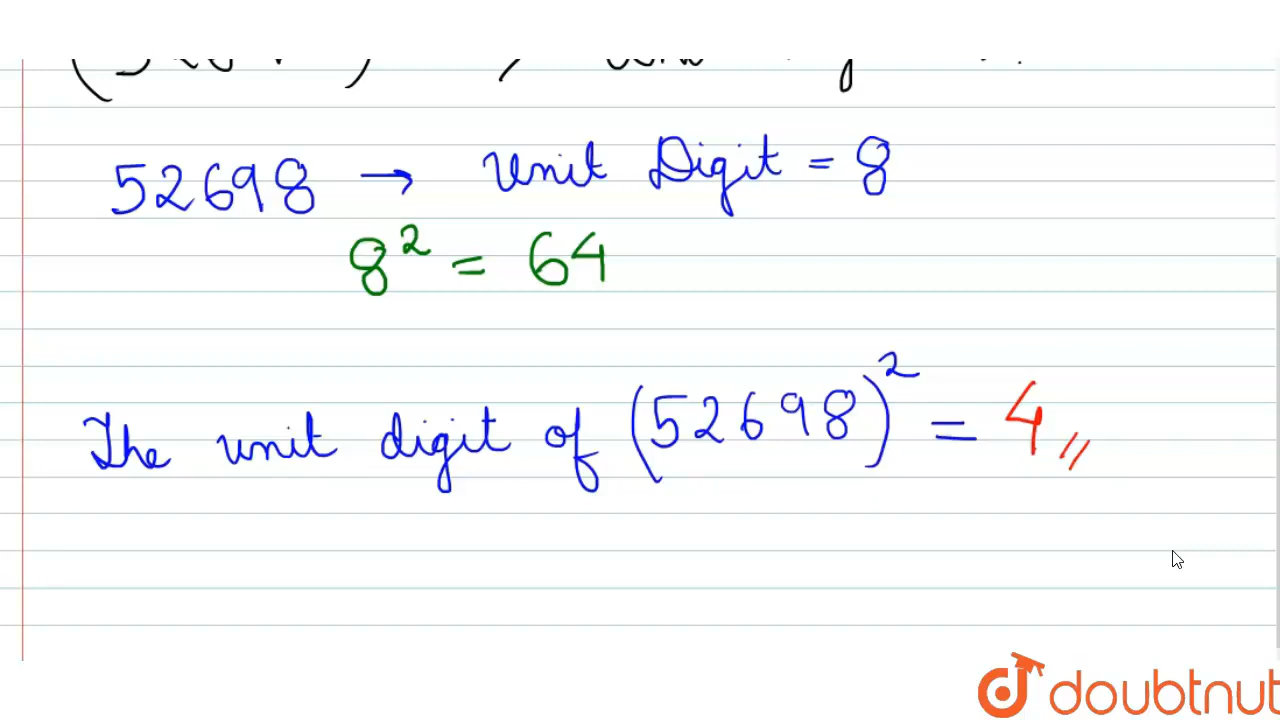 52698 → Unit Digit = 8
8² = 64
The unit digit of (52698)² = 4 //
doubtnut